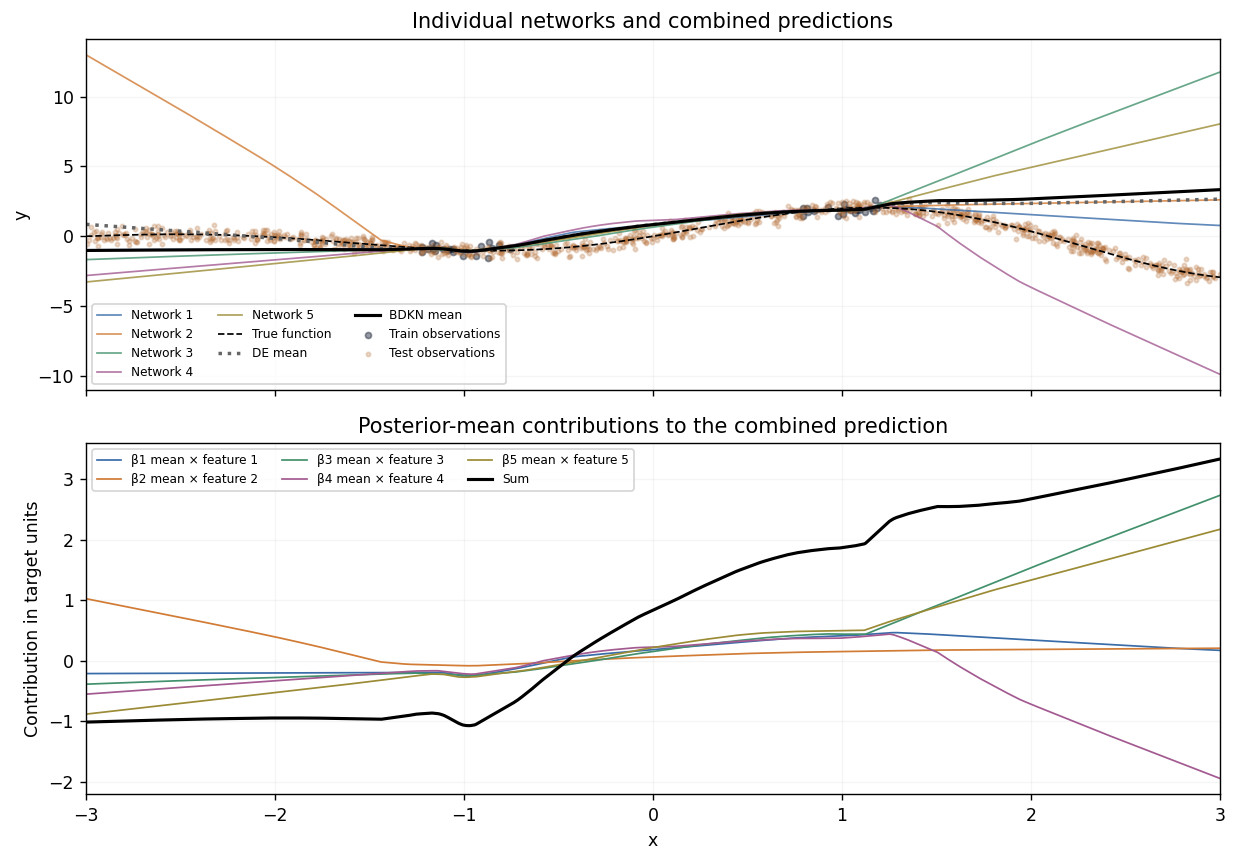 Individual networks and combined predictions
10
5
0
−5
−10
y
Network 1
Network 2
Network 3
Network 4
Network 5
True function
DE mean
BDKN mean
Train observations
Test observations
Posterior-mean contributions to the combined prediction
3
2
1
0
−1
−2
Contribution in target units
β1 mean × feature 1
β2 mean × feature 2
β3 mean × feature 3
β4 mean × feature 4
β5 mean × feature 5
Sum
−3
−2
−1
0
1
2
3
x